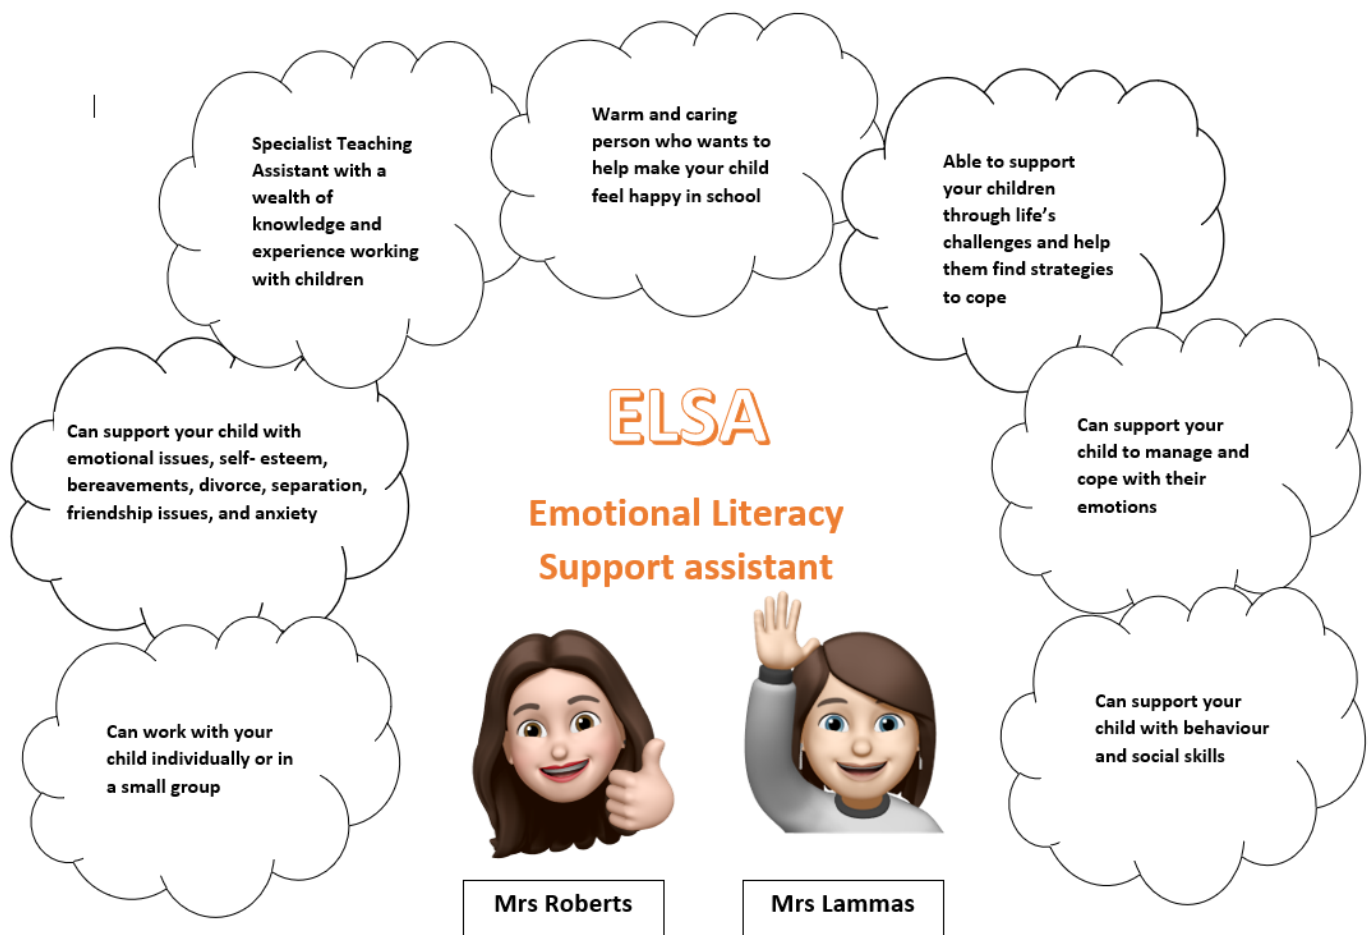 Specialist Teaching
Assistant with a
wealth of
knowledge and
experience working
with children
Warm and caring
person who wants to
help make your child
feel happy in school
Able to support
your children
through life’s
challenges and help
them find strategies
to cope
Can support your child with
emotional issues, self- esteem,
bereavements, divorce, separation,
friendship issues, and anxiety
ELSA
Emotional Literacy
Support assistant
Can support your
child to manage and
cope with their
emotions
Can work with your
child individually or in
a small group
Can support your
child with behaviour
and social skills
Mrs Roberts
Mrs Lammas